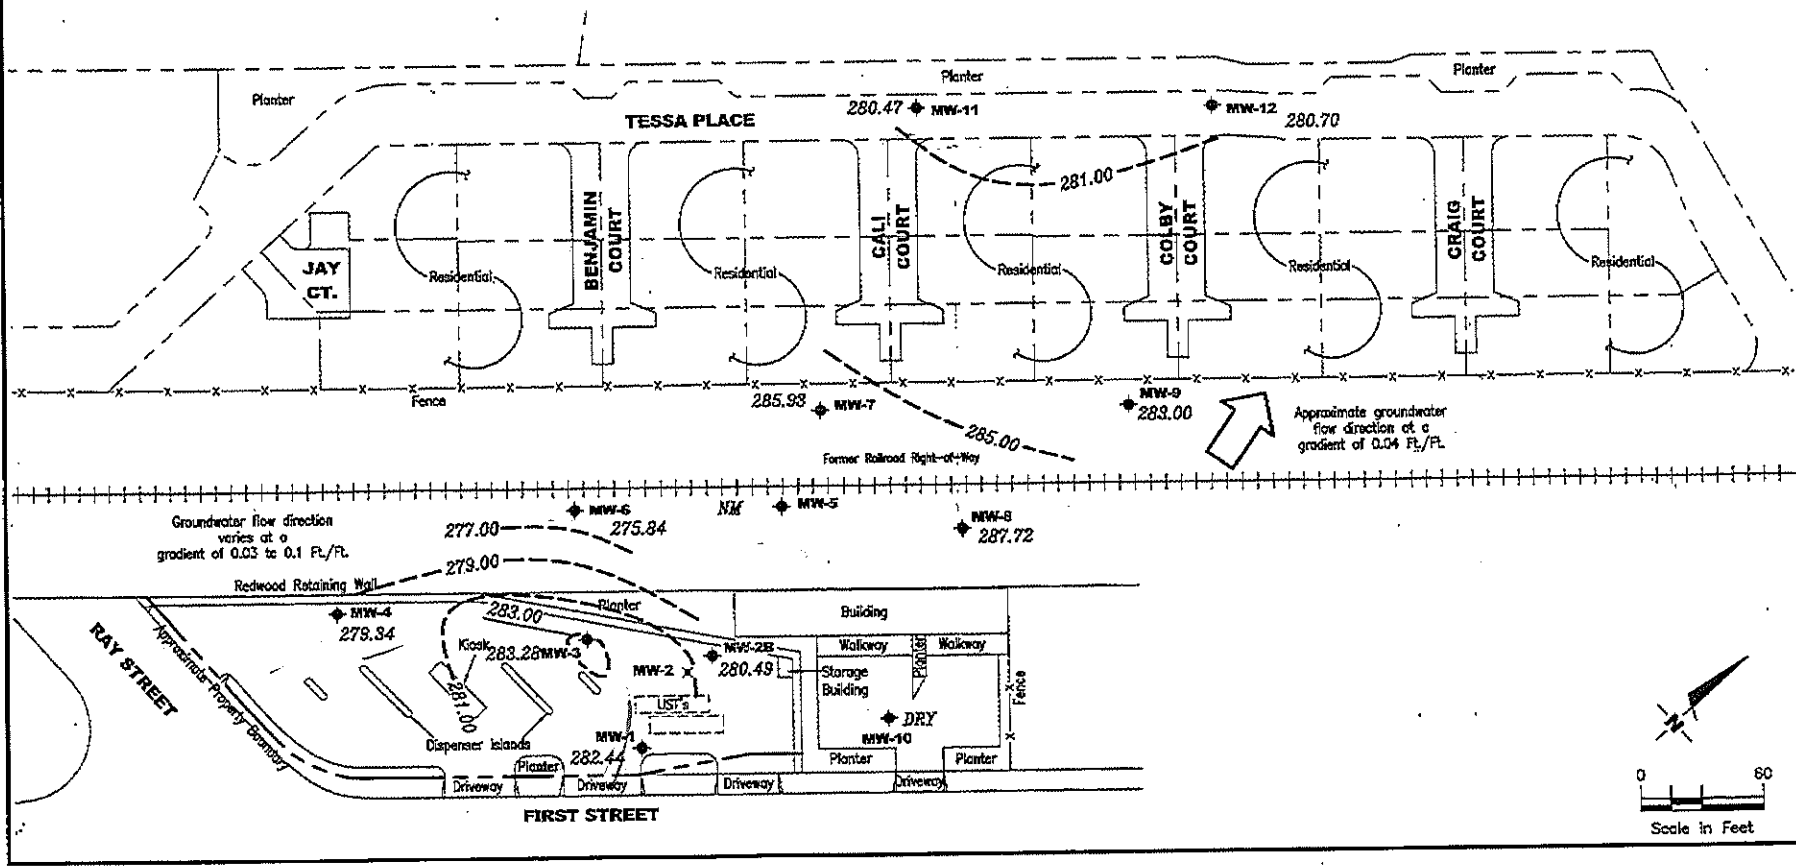 Planter
Planter
Planter
280.47 MW-11
MW-12
280.70
TESSA PLACE
281.00
BENJAMIN
COURT
CALI
COURT
COLBY
COURT
CRAIG
COURT
JAY
CT.
Residential
Residential
Residential
Residential
Residential
Fence
285.93 MW-7
MW-9
283.00
285.00
Approximate groundwater
flow direction at a
gradient of 0.04 Ft./Ft.
Former Railroad Right-of-Way
Groundwater flow direction
varies at a
gradient of 0.03 to 0.1 Ft./Ft.
277.00
MW-6
275.84
NM MW-5
MW-8
287.72
279.00
Redwood Retaining Wall
MW-4
279.34
283.00
Planter
Building
RAY STREET
Approximate Property Boundary
Kiosk
283.28 MW-3
MW-2
MW-2B
280.49
Walkway
Planter
Walkway
Storage
Building
281.00
UST's
Fence
DRY
MW-10
Dispenser Islands
MW-1
282.44
Planter
Planter
Planter
Driveway
Driveway
Driveway
Driveway
FIRST STREET
N
0 60
Scale in Feet